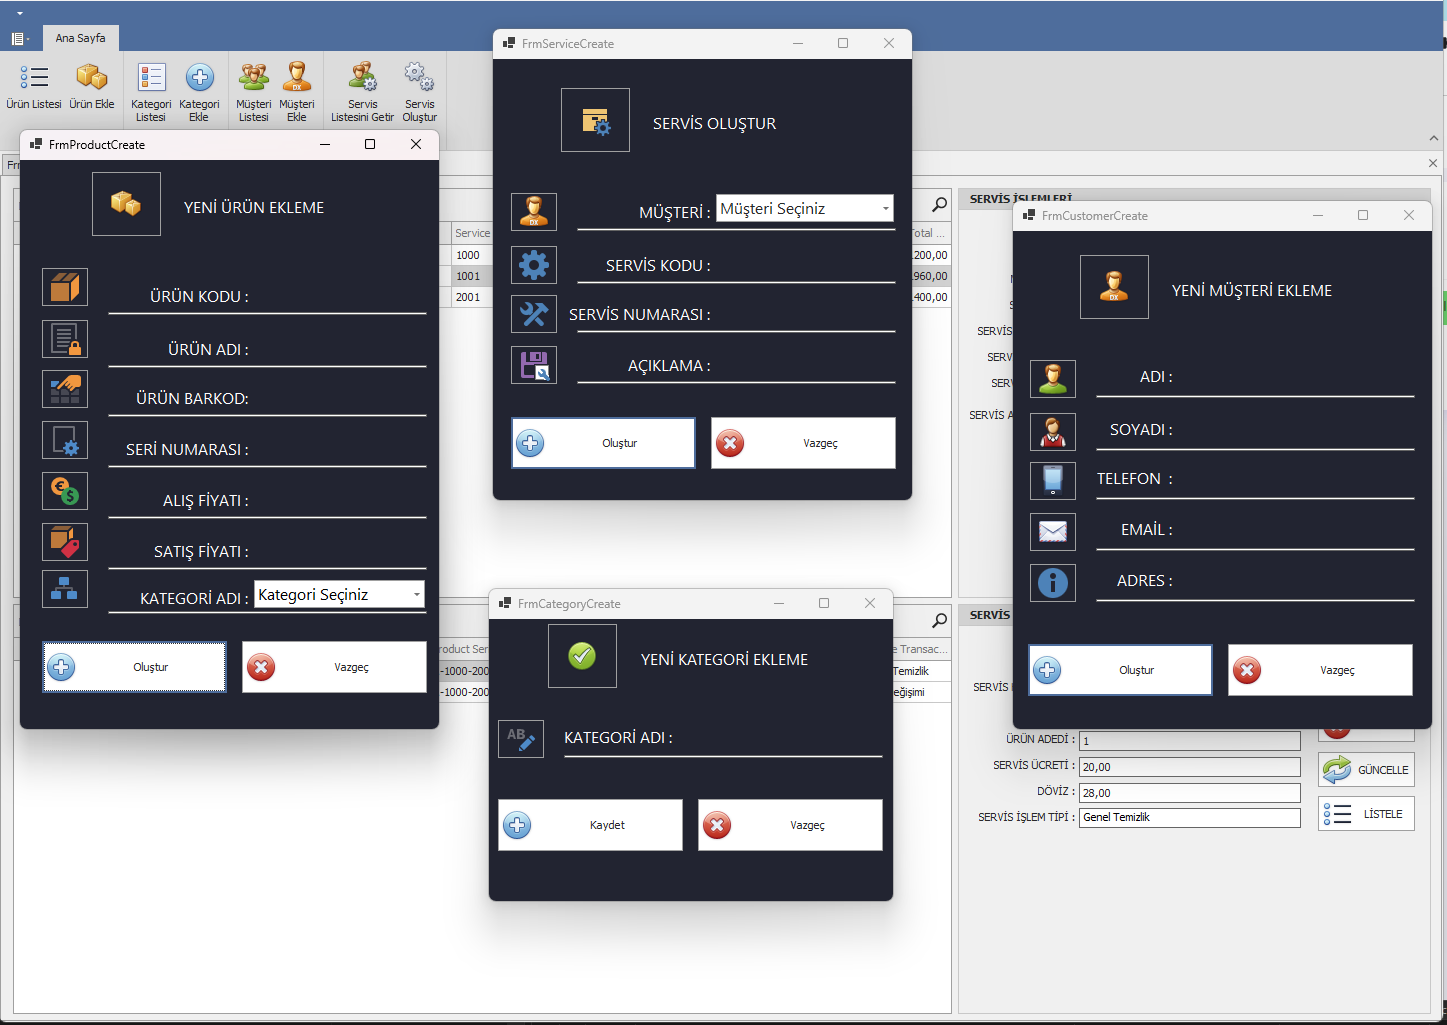 Ana Sayfa
Ürün Listesi
Ürün Ekle
Kategori Listesi
Kategori Ekle
Müşteri Listesi
Müşteri Ekle
Servis Listesini Getir
Servis Oluştur
FrmProductCreate
YENİ ÜRÜN EKLEME
ÜRÜN KODU :
ÜRÜN ADI :
ÜRÜN BARKOD:
SERİ NUMARASI :
ALIŞ FİYATI :
SATIŞ FİYATI :
KATEGORİ ADI :
Kategori Seçiniz
Oluştur
Vazgeç
FrmServiceCreate
SERVİS OLUŞTUR
MÜŞTERİ :
Müşteri Seçiniz
SERVİS KODU :
SERVİS NUMARASI :
AÇIKLAMA :
Oluştur
Vazgeç
Service
1000
1001
2001
Total ...
200,00
960,00
400,00
SERVİS İŞLEMLERİ
FrmCustomerCreate
YENİ MÜŞTERİ EKLEME
ADI :
SOYADI :
TELEFON :
EMAİL :
ADRES :
Oluştur
Vazgeç
SERVİS
SERV
SER
SERVİS A
FrmCategoryCreate
YENİ KATEGORİ EKLEME
AB
KATEGORİ ADI :
Kaydet
Vazgeç
roduct Ser
-1000-200
-1000-200
e Transac...
Temizlik
eğişimi
SERVİS
SERVİS
ÜRÜN ADEDİ : 1
SERVİS ÜCRETİ : 20,00
DÖVİZ : 28,00
SERVİS İŞLEM TİPİ : Genel Temizlik
GÜNCELLE
LİSTELE